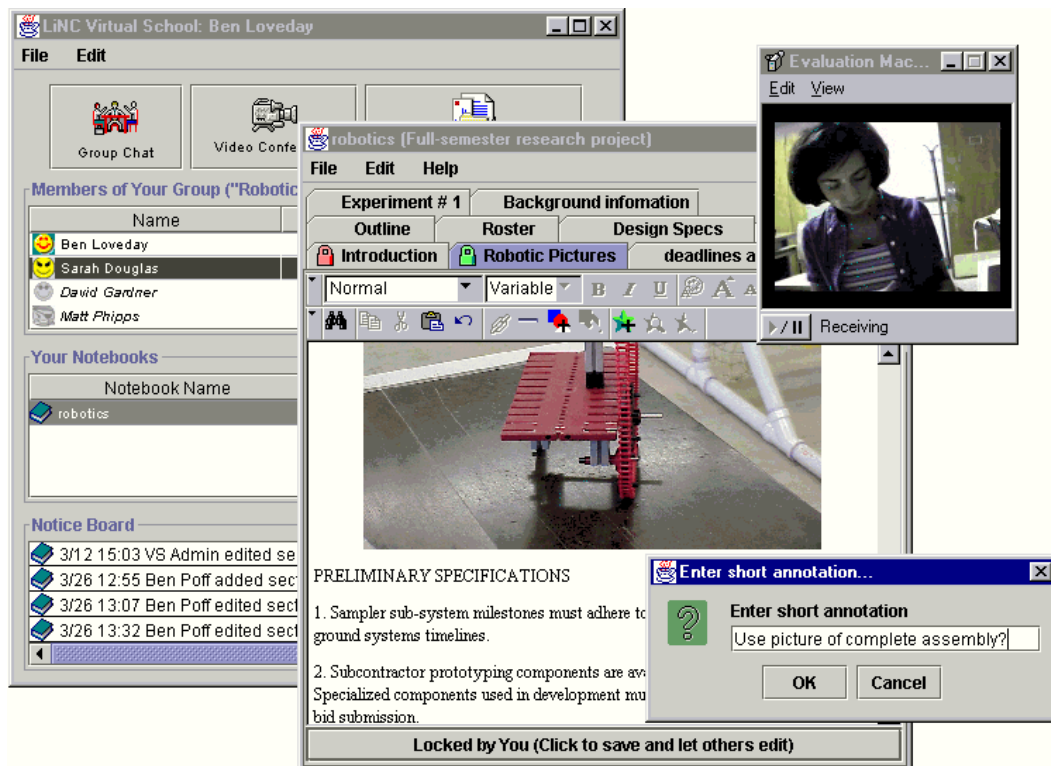 LiNC Virtual School: Ben Loveday
File Edit
Group Chat
Video Confe
Members of Your Group ("Robotic
Name
Ben Loveday
Sarah Douglas
David Gardner
Matt Phipps
Your Notebooks
Notebook Name
robotics
Notice Board
3/12 15:03 VS Admin edited se
3/26 12:55 Ben Poff added sect
3/26 13:07 Ben Poff edited sect
3/26 13:32 Ben Poff edited sect
robotics (Full-semester research project)
File Edit Help
Experiment # 1 Background infomation
Outline Roster Design Specs
Introduction Robotic Pictures deadlines a
Normal Variable B I U A A
PRELIMINARY SPECIFICATIONS
1. Sampler sub-system milestones must adhere to
ground systems timelines.
2. Subcontractor prototyping components are ava
Specialized components used in development mu
bid submission.
Locked by You (Click to save and let others edit)
Evaluation Mac...
Edit View
Receiving
Enter short annotation...
Enter short annotation
Use picture of complete assembly?
OK Cancel